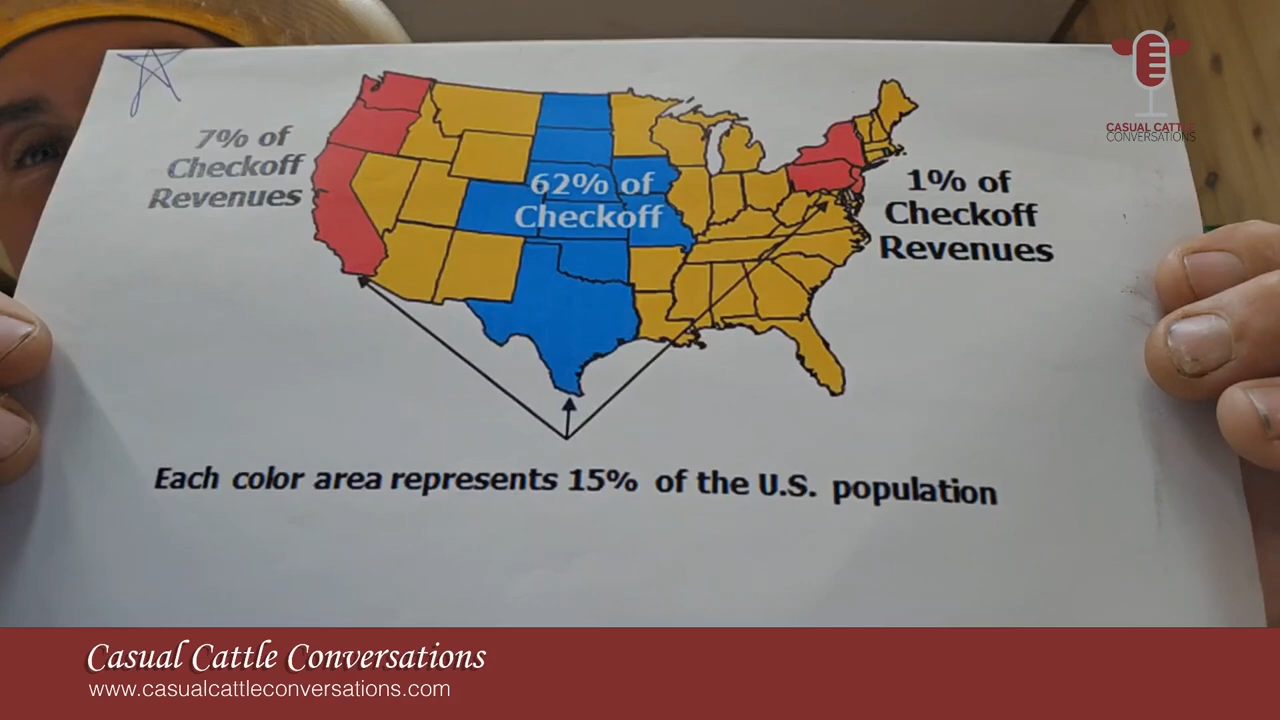 7% of
Checkoff
Revenues
62% of
Checkoff
1% of
Checkoff
Revenues
Each color area represents 15% of the U.S. population
CASUAL CATTLE
CONVERSATIONS
Casual Cattle Conversations
www.casualcattleconversations.com